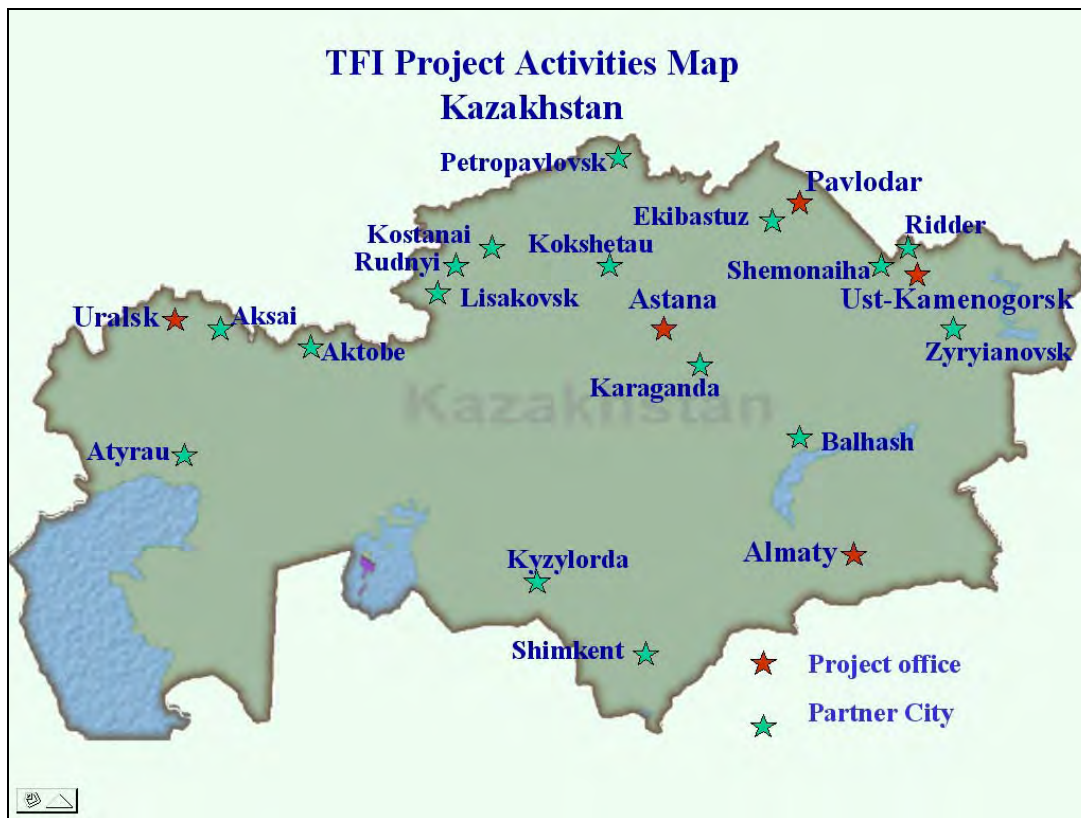 TFI Project Activities Map
Kazakhstan
Petropavlovsk
Pavlodar
Ekibastuz
Ridder
Kostanai
Kokshetau
Rudnyi
Shemonaiha
Lisakovsk
Astana
Ust-Kamenogorsk
Uralsk
Aksai
Aktobe
Zyryianovsk
Karaganda
Kazakhstan
Balhash
Atyrau
Almaty
Kyzylorda
Shimkent
Project office
Partner City